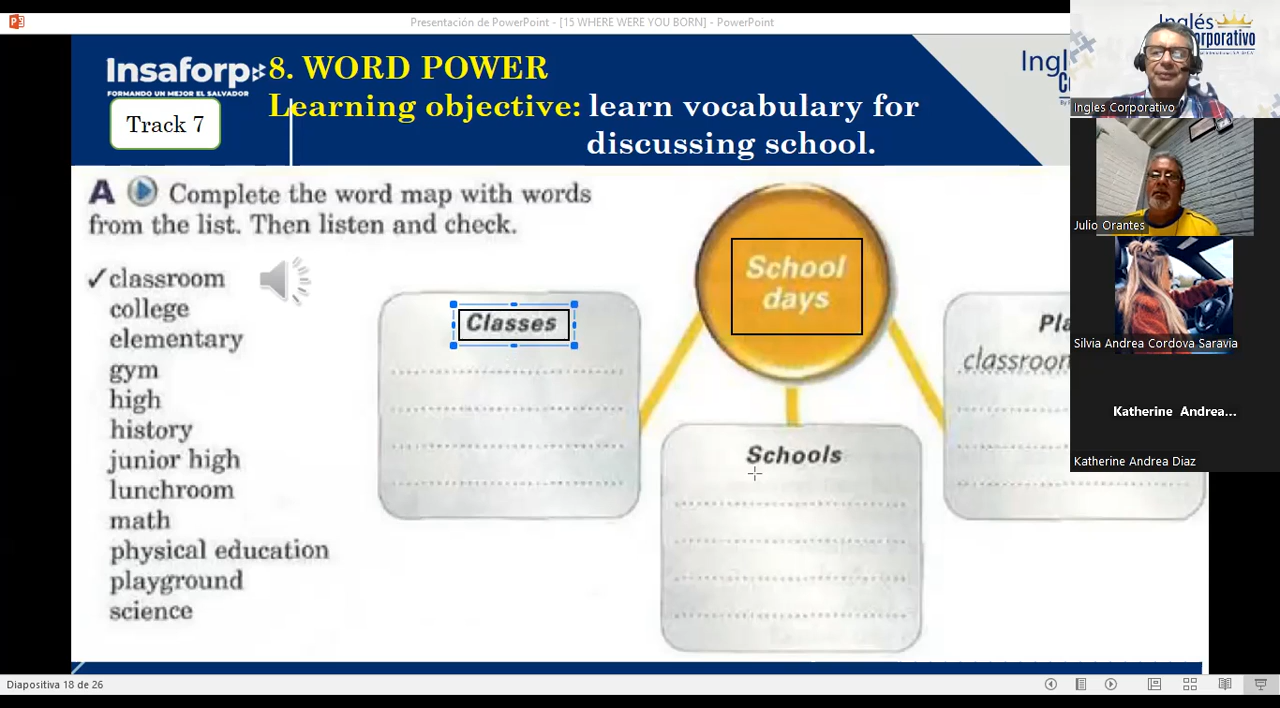 Presentación de PowerPoint - [15 WHERE WERE YOU BORN] - PowerPoint
Insaforp
FORMANDO UN MEJOR EL SALVADOR
Track 7
8. WORD POWER
Learning objective: learn vocabulary for
discussing school.
A Complete the word map with words
from the list. Then listen and check.
✓classroom
college
elementary
gym
high
history
junior high
lunchroom
math
physical education
playground
science
Classes
School
days
Schools
classroom
Inglés
Corporativo
Ingles Corporativo
Julio Orantes
Silvia Andrea Cordova Saravia
Katherine Andrea...
Katherine Andrea Diaz
Diapositiva 18 de 26